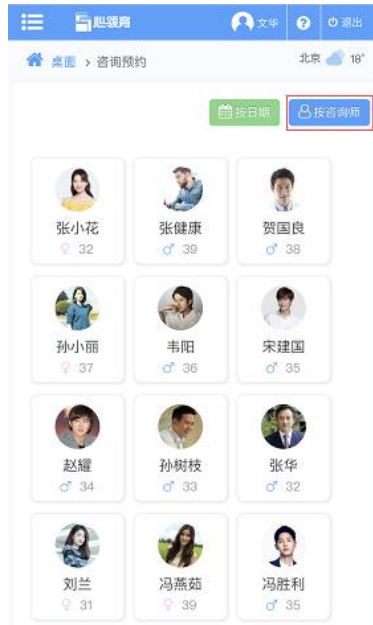 心领育 文华 ? 退出
桌面 > 咨询预约 北京 18°
按日期 按咨询师
张小花 张健康 贺国良
♀ 32 ♂ 39 ♂ 38
孙小丽 韦阳 宋建国
♀ 37 ♂ 36 ♂ 35
赵耀 孙树枝 张华
♂ 34 ♂ 33 ♂ 32
刘兰 冯燕茹 冯胜利
♀ 31 ♀ 39 ♂ 35